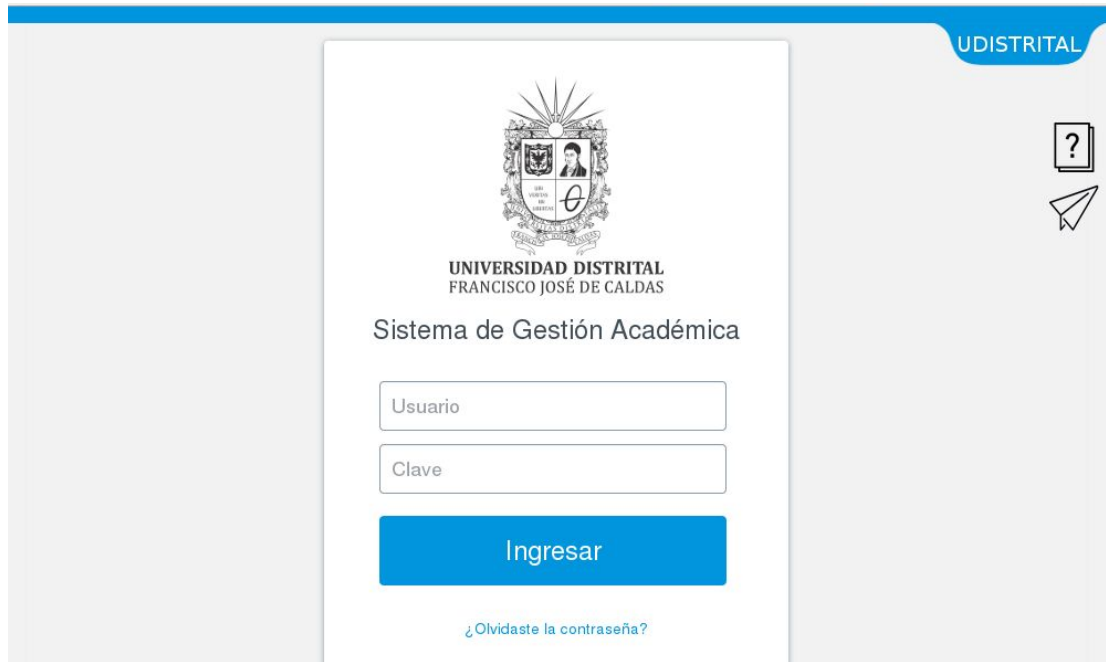 UDISTRITAL
?
UNIVERSIDAD DISTRITAL
FRANCISCO JOSÉ DE CALDAS
Sistema de Gestión Académica
Usuario
Clave
Ingresar
¿Olvidaste la contraseña?